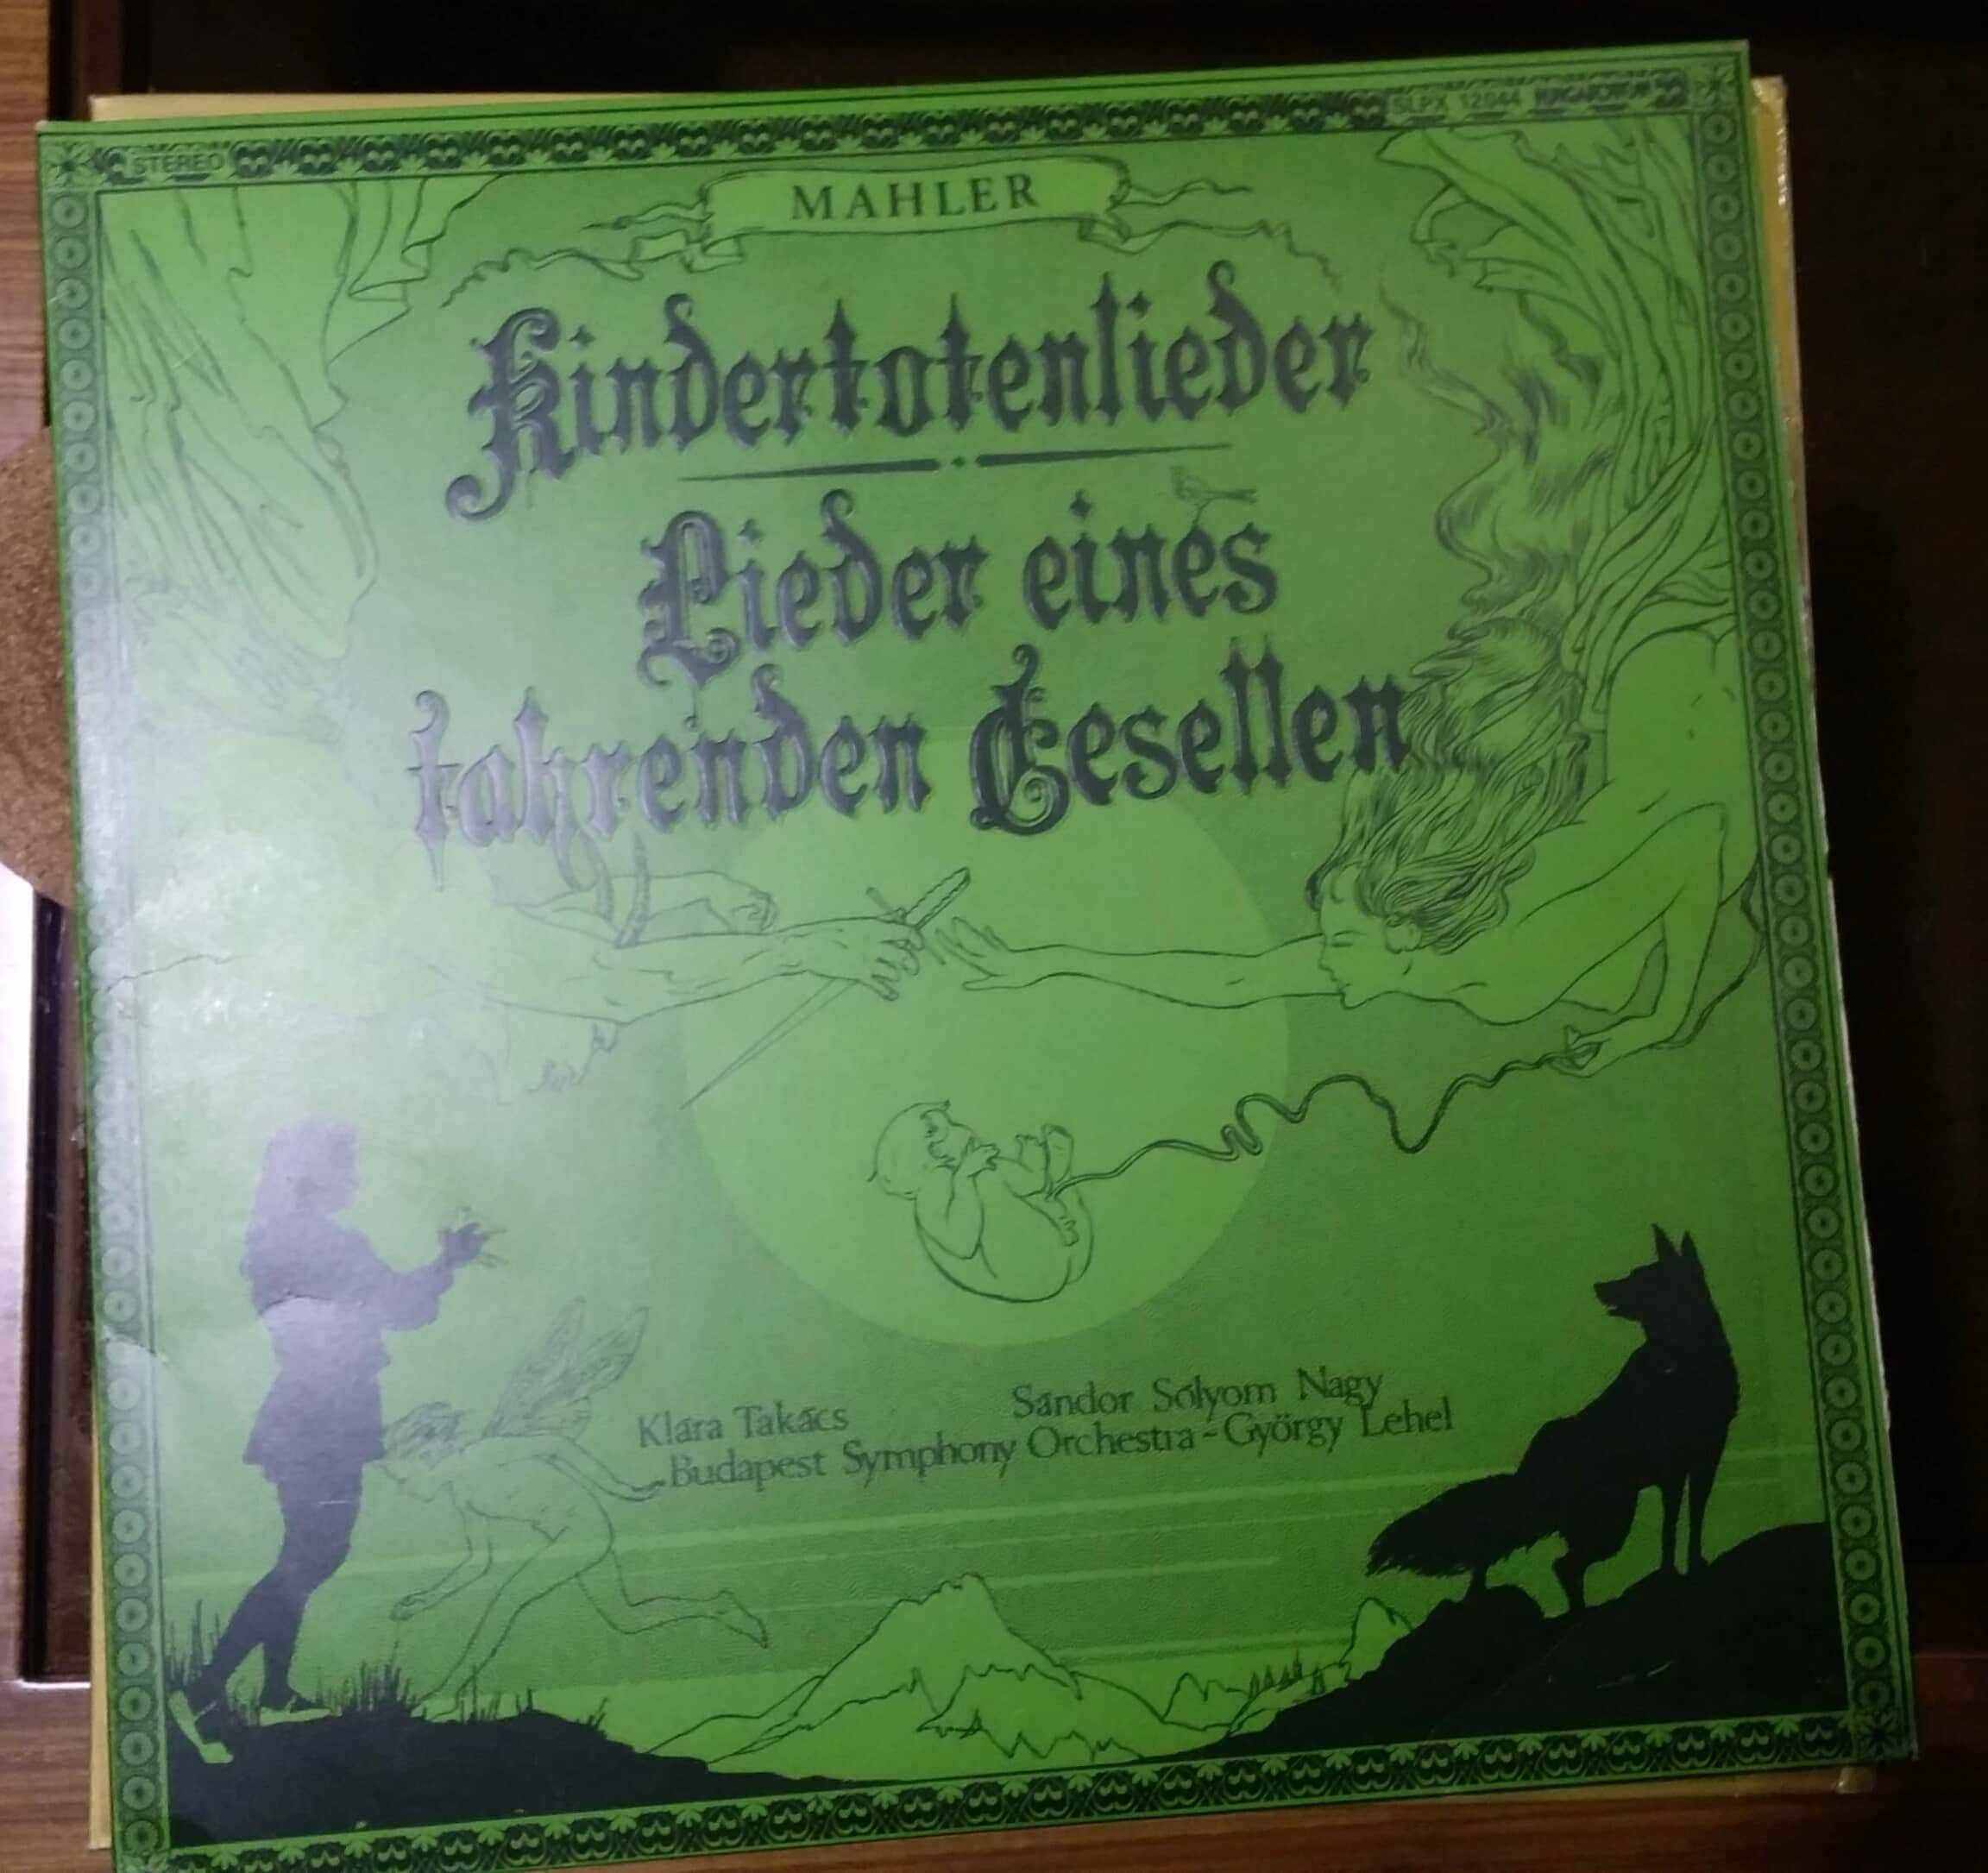 STEREO
SLPX 12044 HUNGAROTON
MAHLER
Kindertotenlieder
Lieder eines
fahrenden Gesellen
Klára Takács
Sándor Sólyom Nagy
Budapest Symphony Orchestra-György Lehel